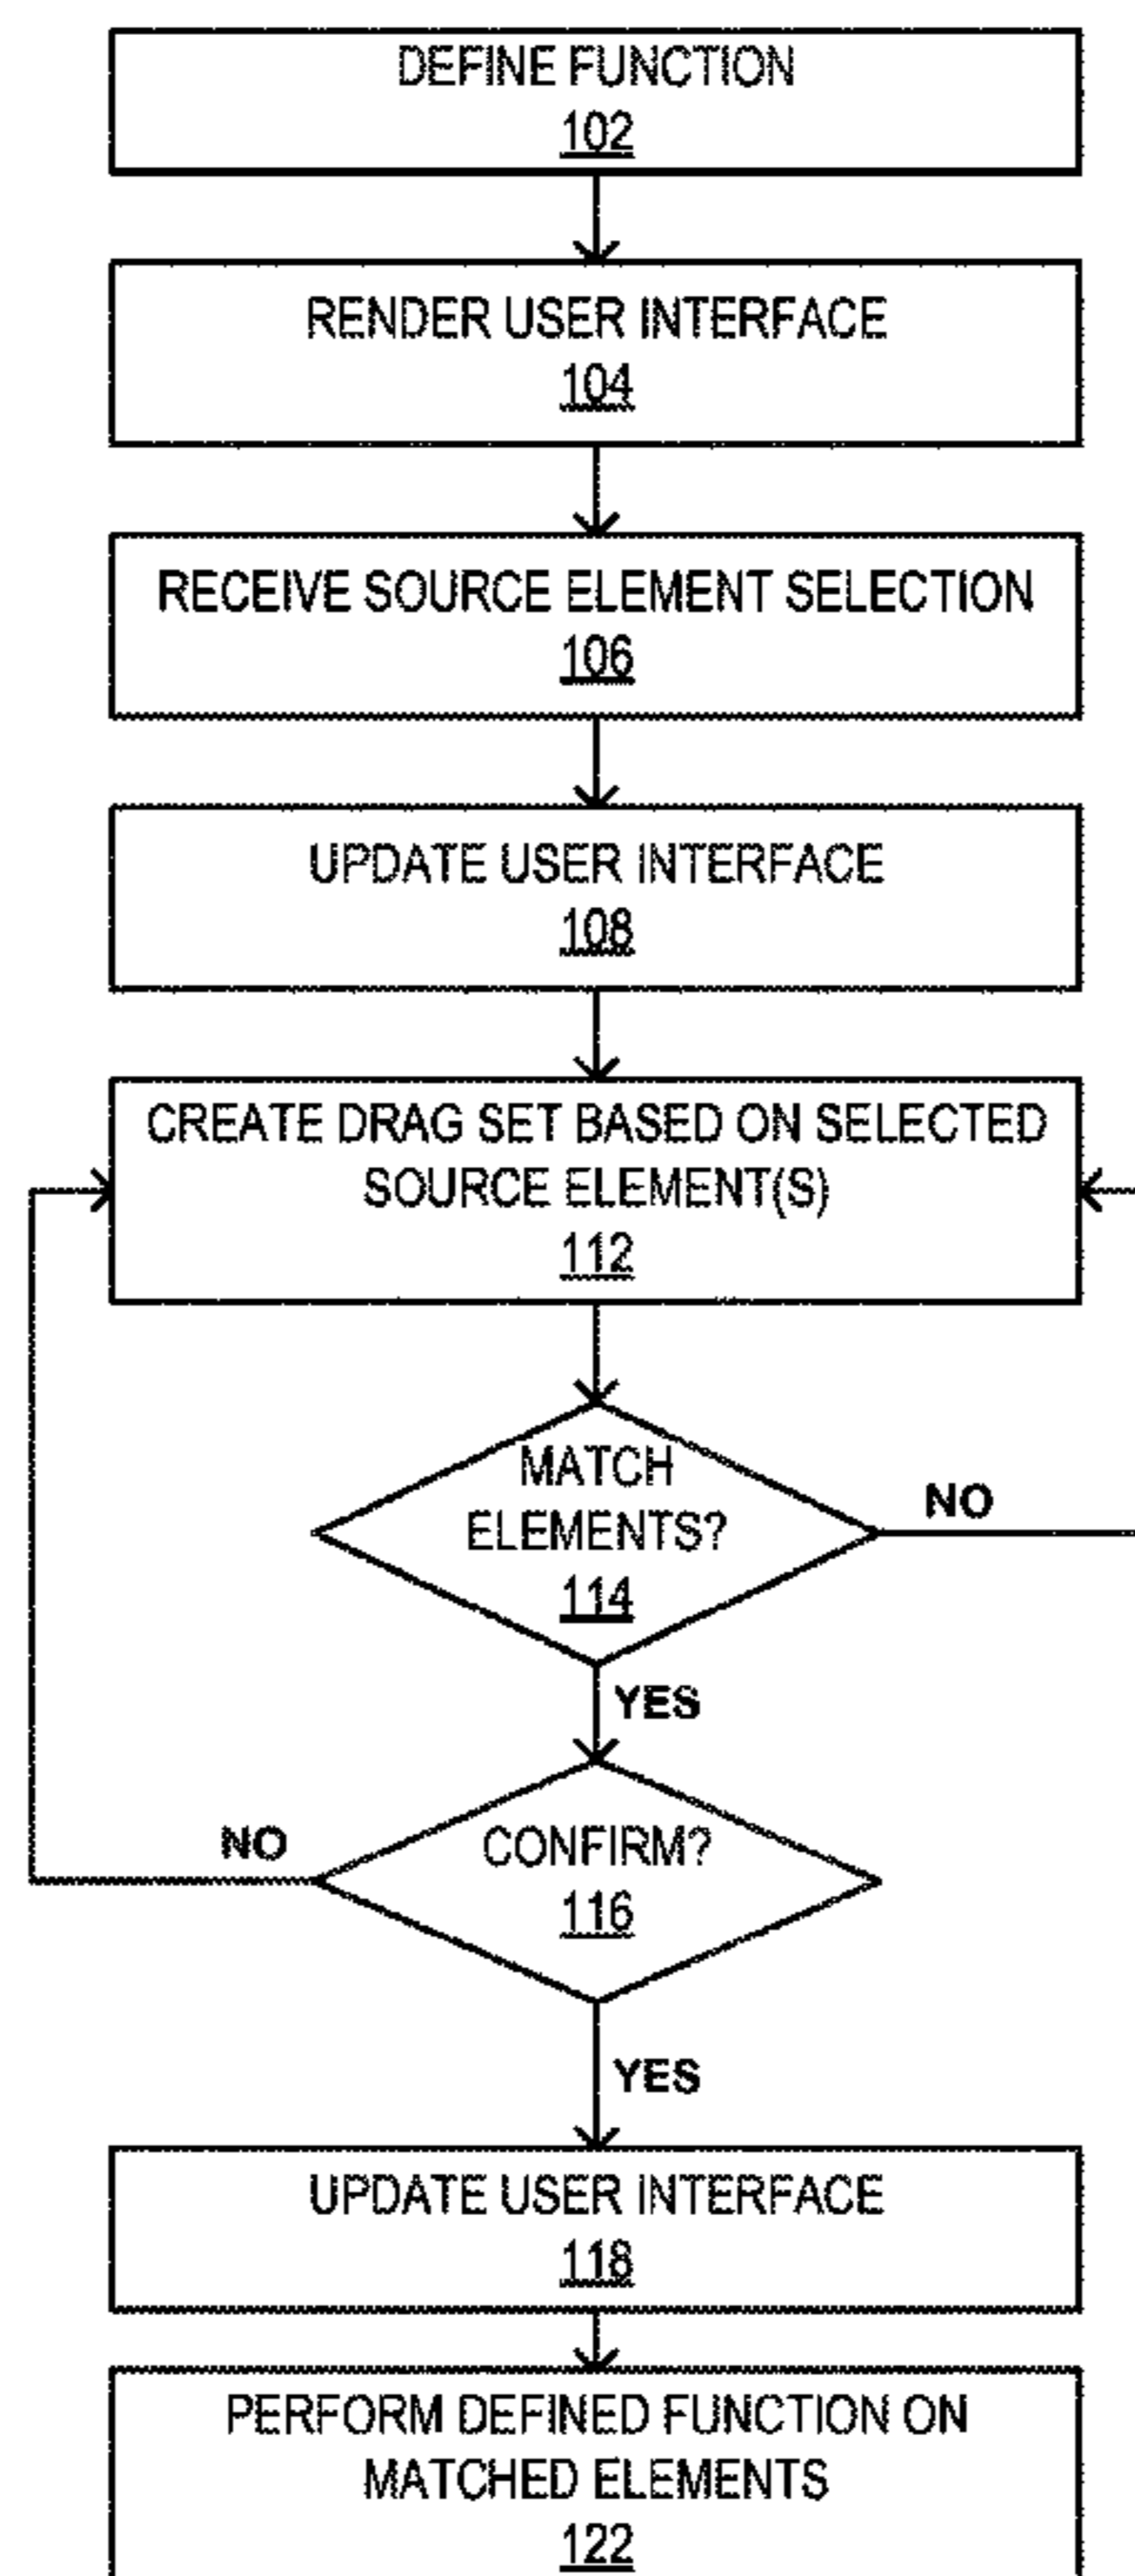 DEFINE FUNCTION
102
RENDER USER INTERFACE
104
RECEIVE SOURCE ELEMENT SELECTION
106
UPDATE USER INTERFACE
108
CREATE DRAG SET BASED ON SELECTED
SOURCE ELEMENT(S)
112
MATCH
ELEMENTS?
114
NO
YES
CONFIRM?
116
NO
YES
UPDATE USER INTERFACE
118
PERFORM DEFINED FUNCTION ON
MATCHED ELEMENTS
122